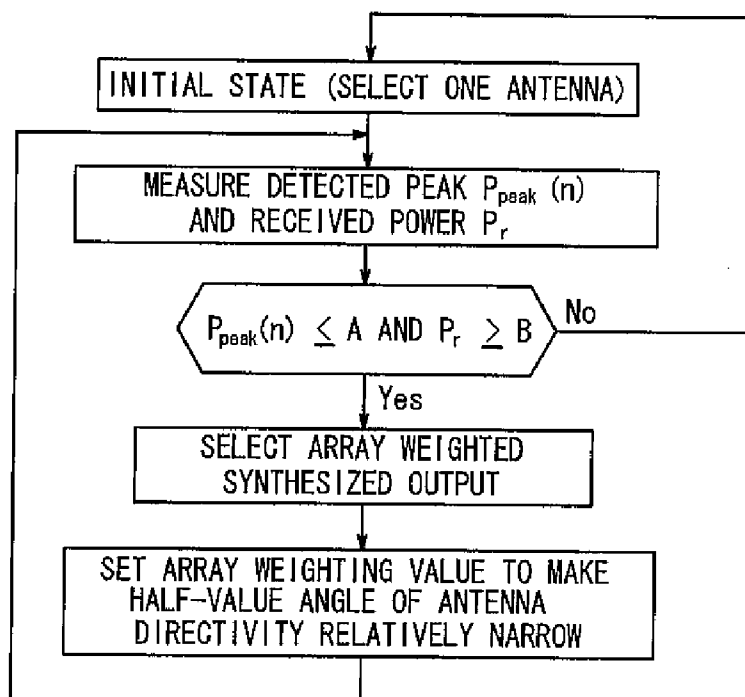 INITIAL STATE (SELECT ONE ANTENNA)
MEASURE DETECTED PEAK Ppeak (n)
AND RECEIVED POWER Pr
Ppeak(n) ≤ A AND Pr ≥ B
No
Yes
SELECT ARRAY WEIGHTED
SYNTHESIZED OUTPUT
SET ARRAY WEIGHTING VALUE TO MAKE
HALF-VALUE ANGLE OF ANTENNA
DIRECTIVITY RELATIVELY NARROW